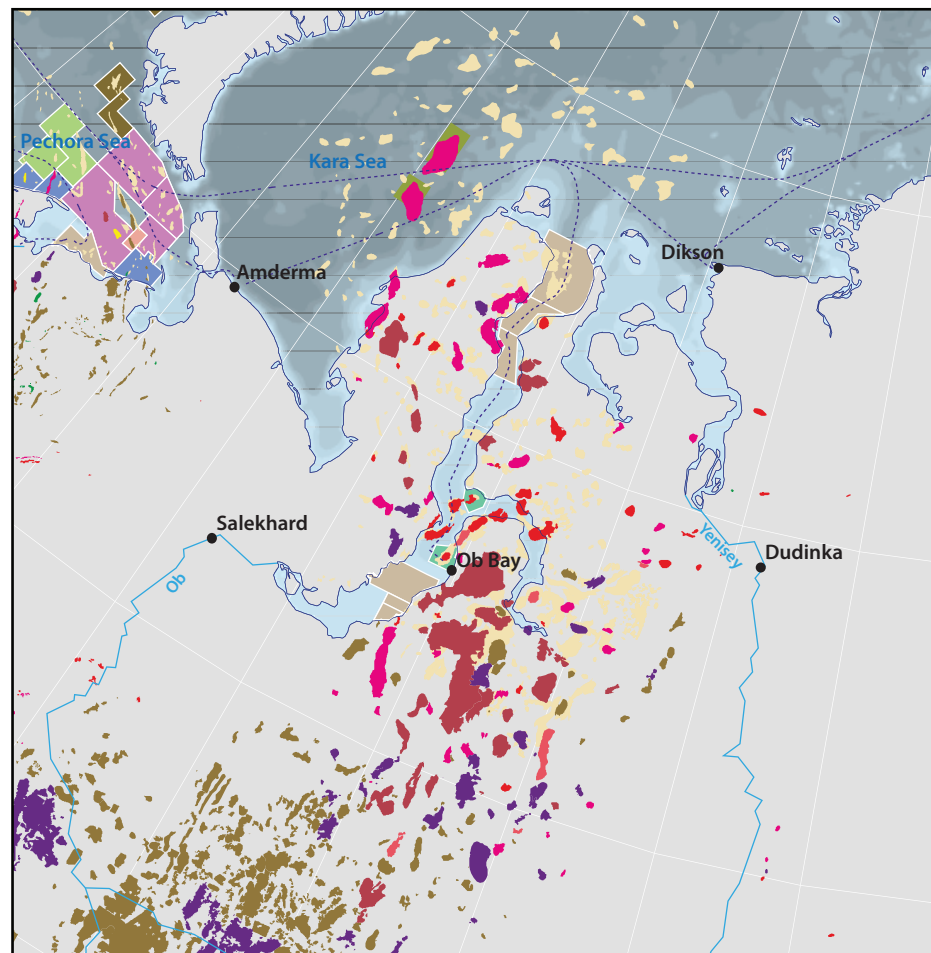 Pechora Sea
Kara Sea
Dikson
Amderma
Salekhard
Ob
Ob Bay
Yenisey
Dudinka